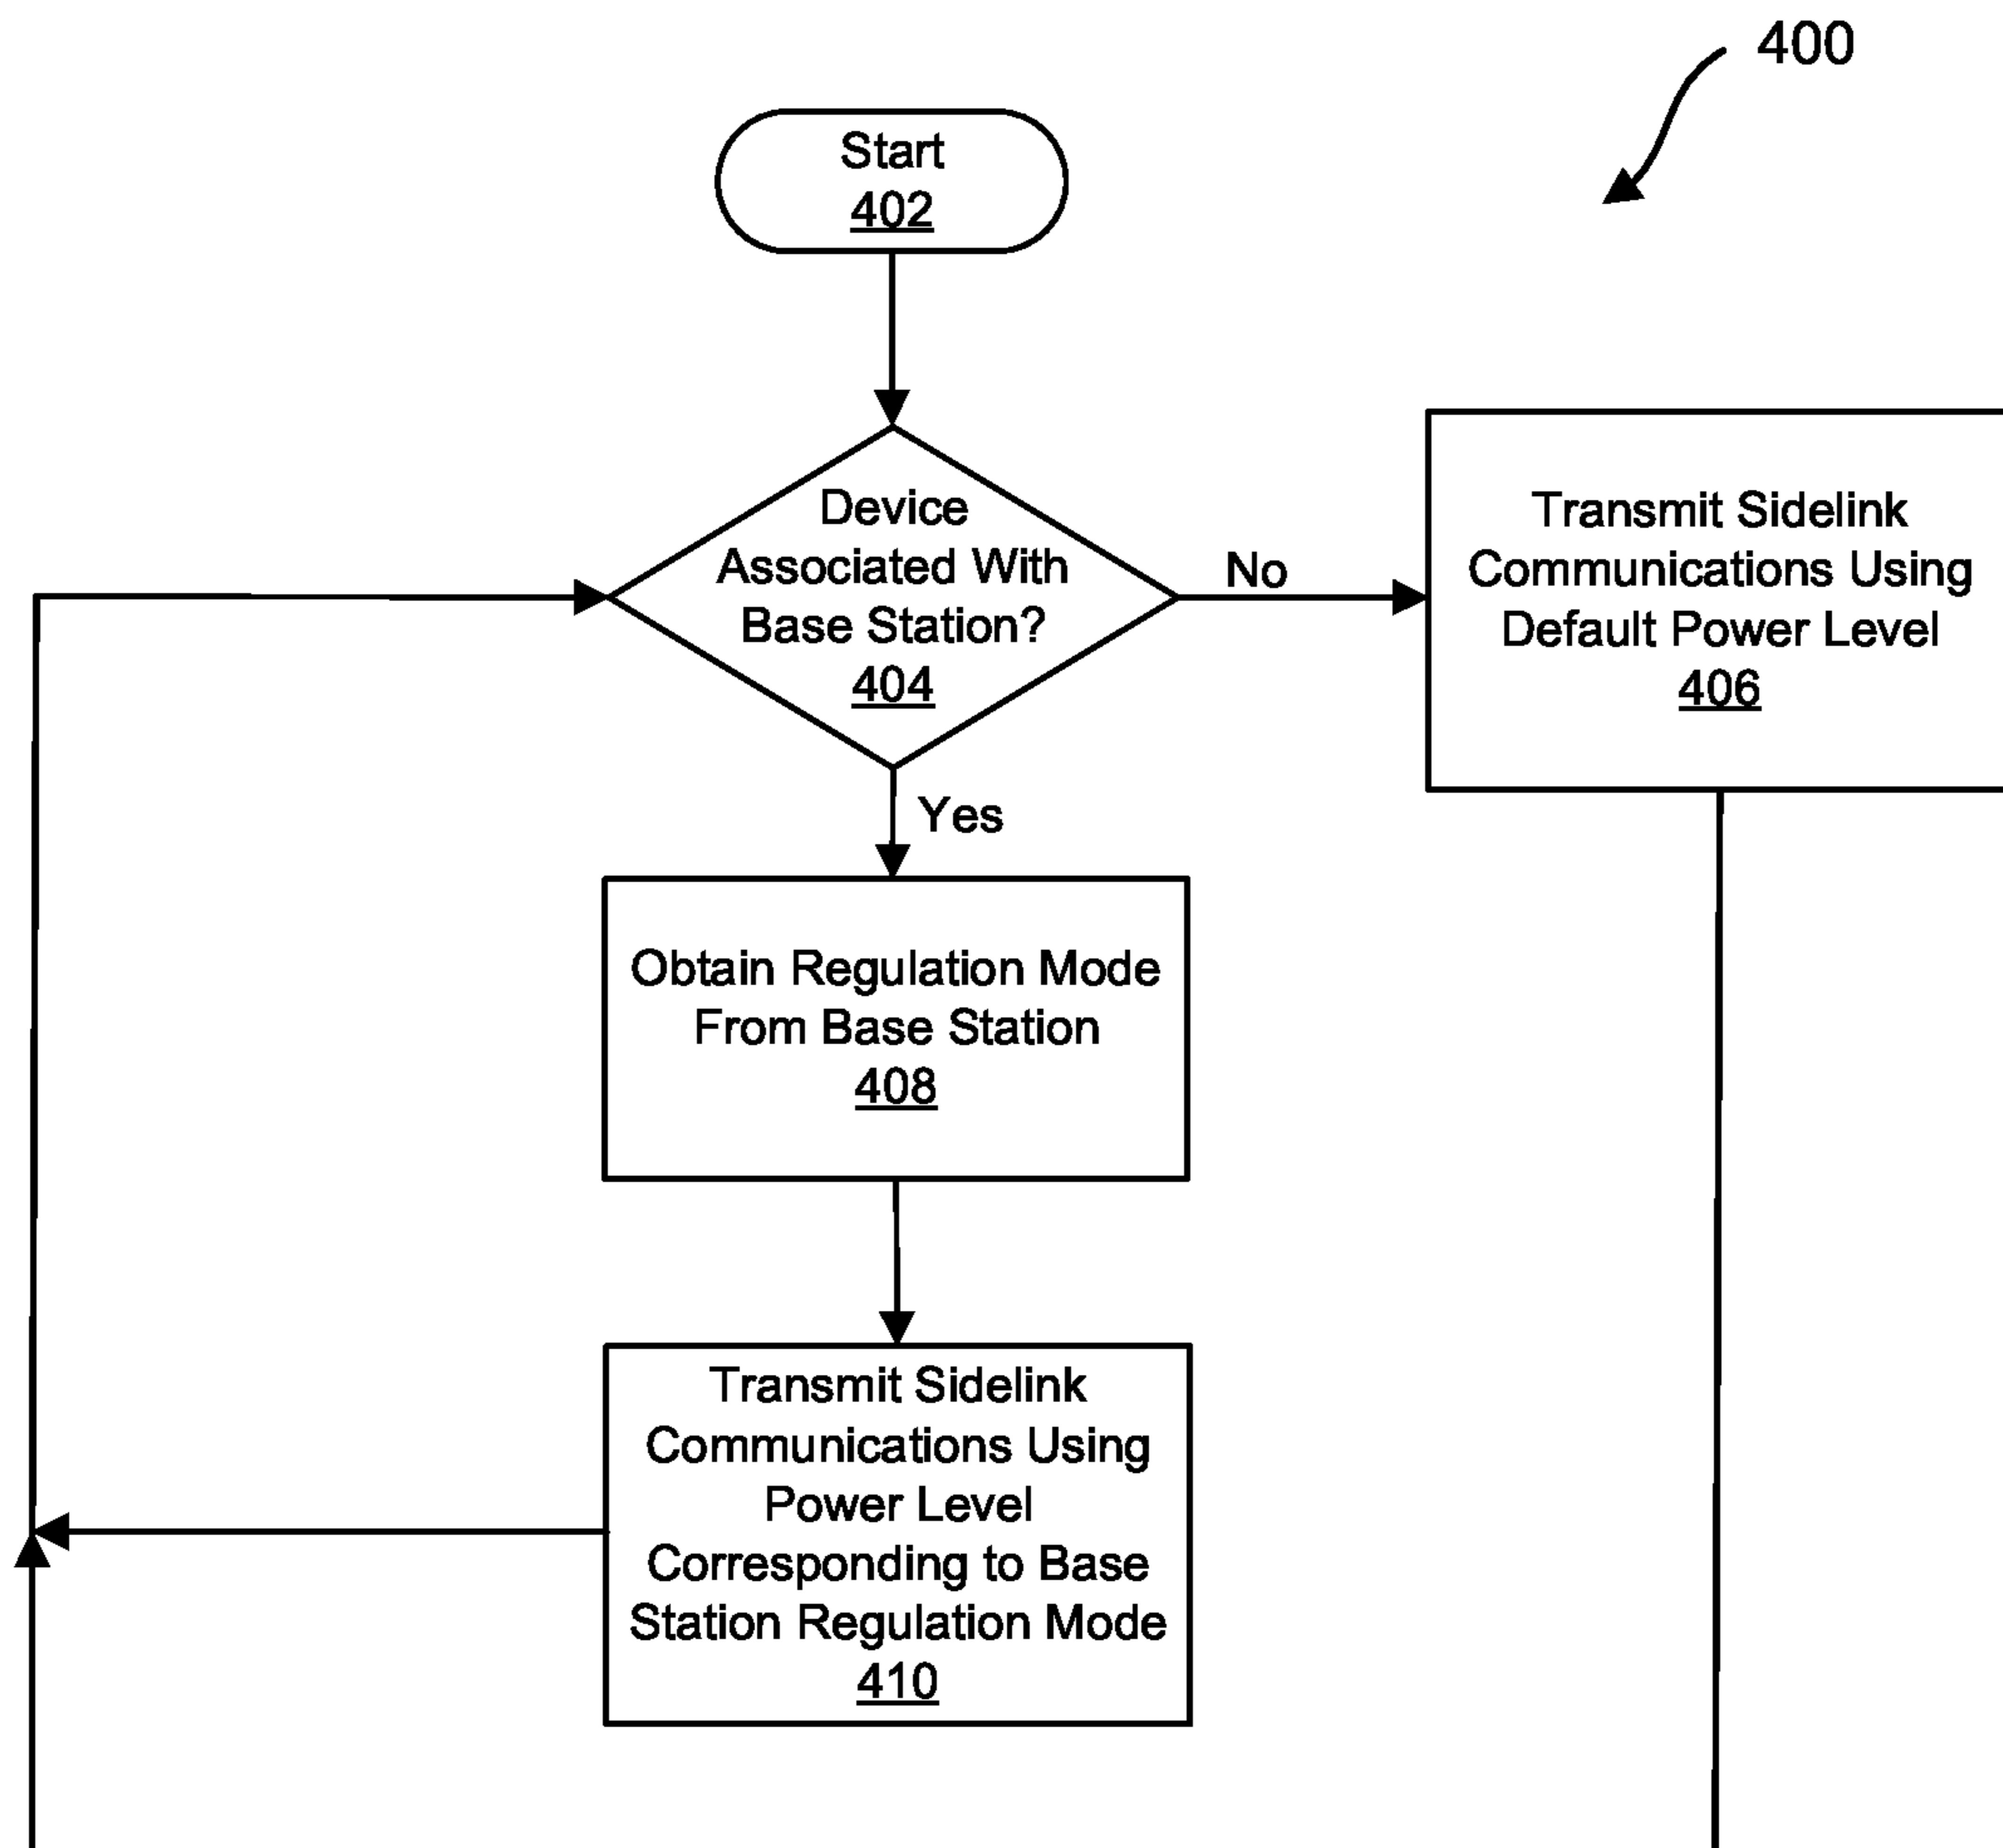 400
Start
402
Device
Associated With
Base Station?
404
No
Transmit Sidelink
Communications Using
Default Power Level
406
Yes
Obtain Regulation Mode
From Base Station
408
Transmit Sidelink
Communications Using
Power Level
Corresponding to Base
Station Regulation Mode
410